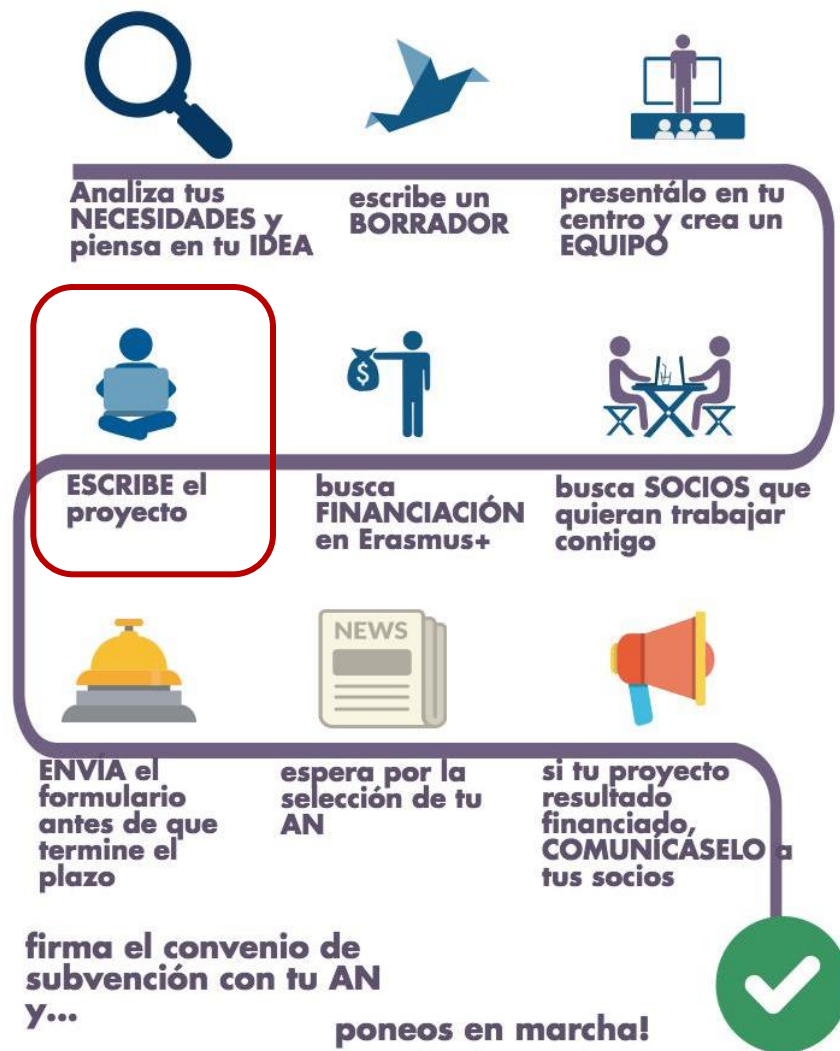 Analiza tus
NECESIDADES y
piensa en tu IDEA
escribe un
BORRADOR
presentálo en tu
centro y crea un
EQUIPO
$
ESCRIBE el
proyecto
busca
FINANCIACIÓN
en Erasmus+
busca SOCIOS que
quieran trabajar
contigo
NEWS
ENVÍA el
formulario
antes de que
termine el
plazo
espera por la
selección de tu
AN
si tu proyecto
resultado
financiado,
COMUNÍCASELO a
tus socios
firma el convenio de
subvención con tu AN
y...
poneos en marcha!